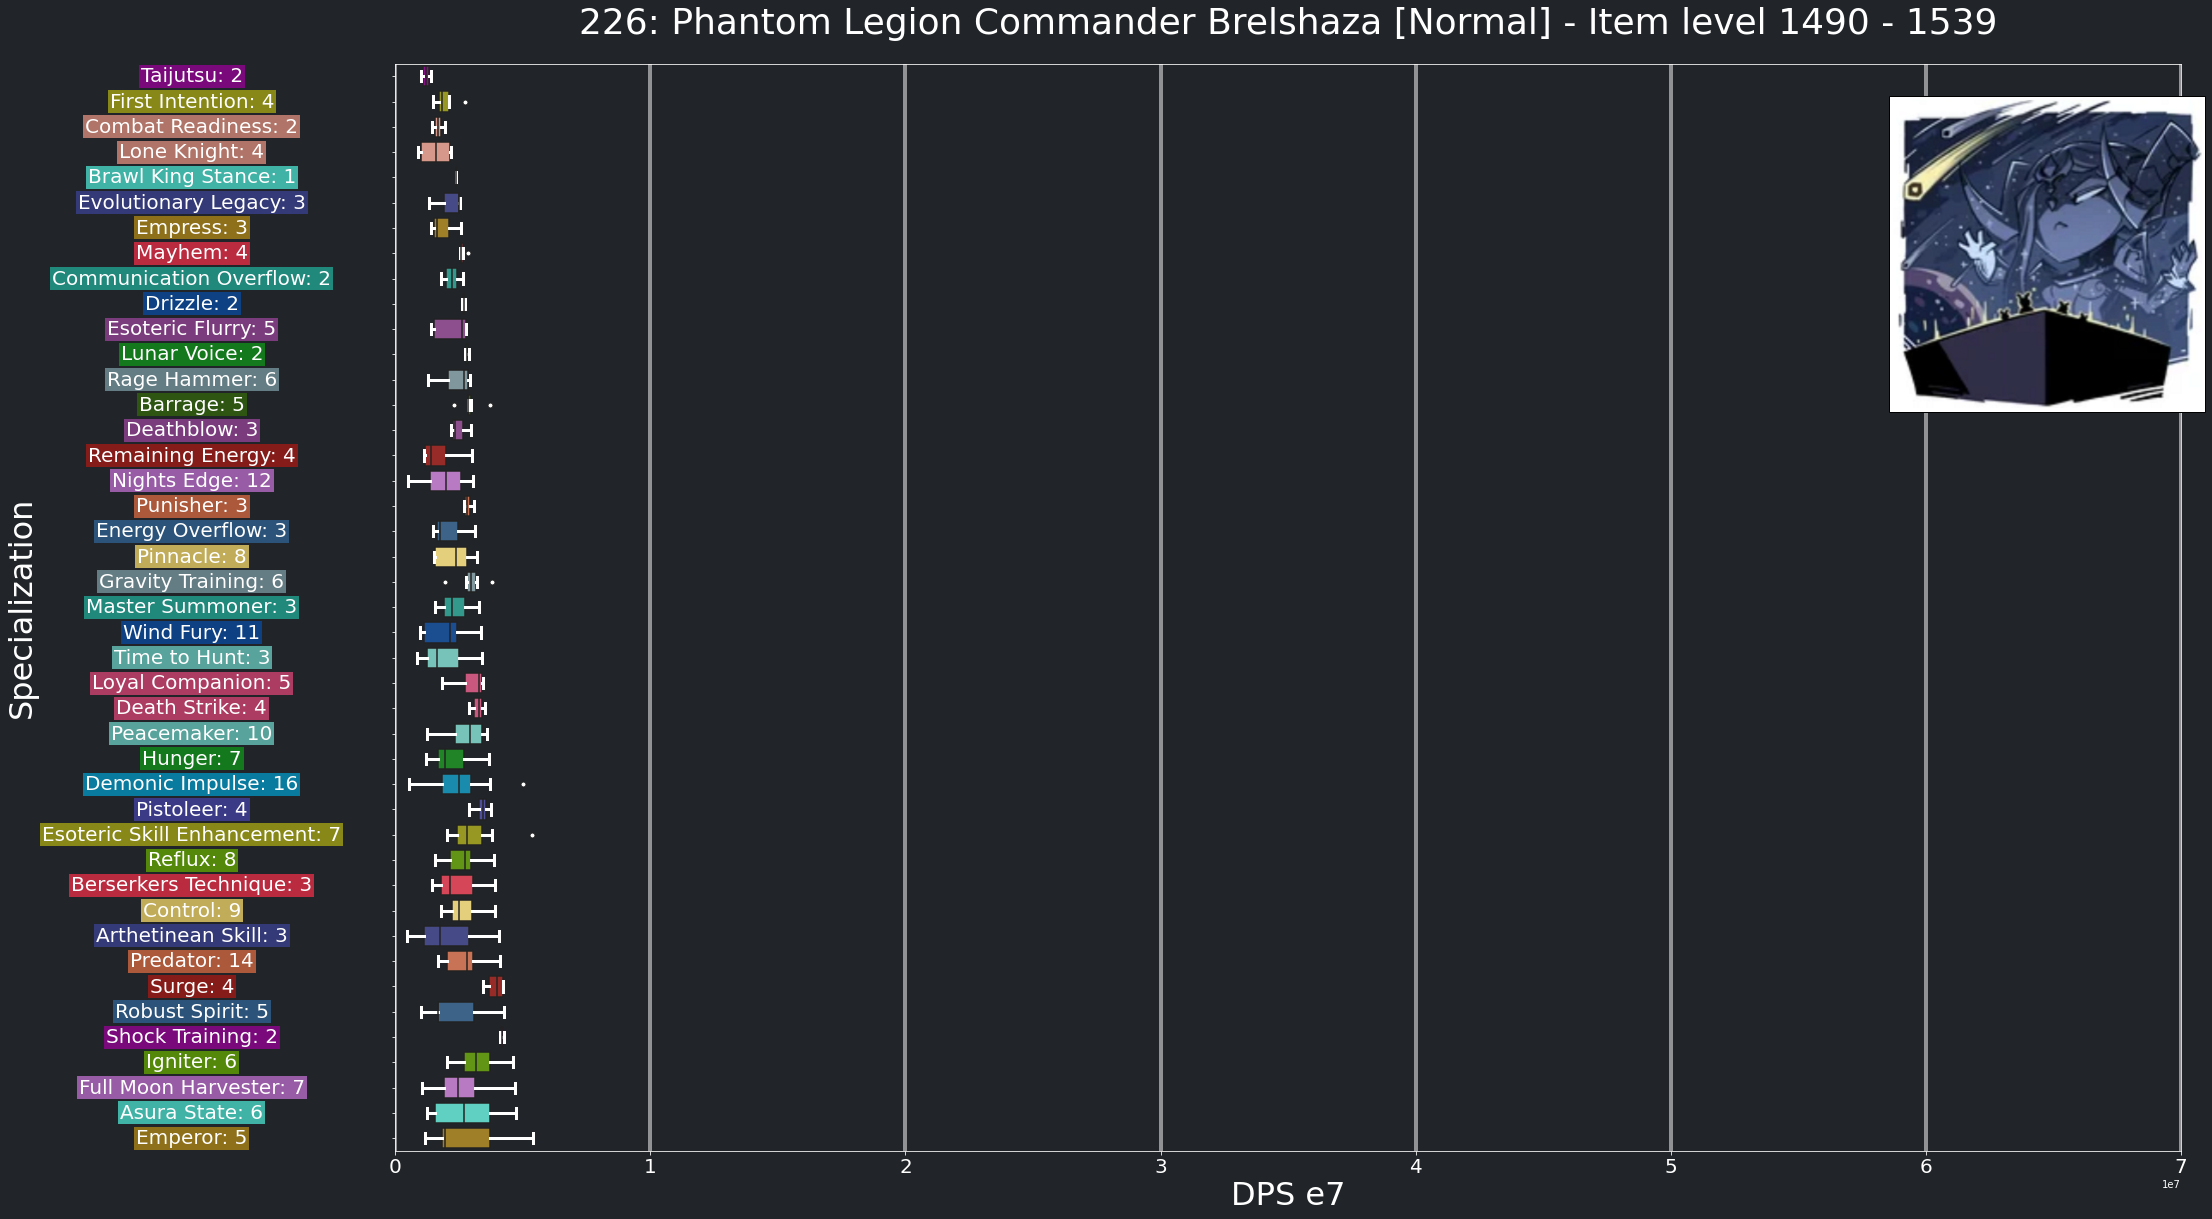 226: Phantom Legion Commander Brelshaza [Normal] - Item level 1490 - 1539
Taijutsu: 2
First Intention: 4
Combat Readiness: 2
Lone Knight: 4
Brawl King Stance: 1
Evolutionary Legacy: 3
Empress: 3
Mayhem: 4
Communication Overflow: 2
Drizzle: 2
Esoteric Flurry: 5
Lunar Voice: 2
Rage Hammer: 6
Barrage: 5
Deathblow: 3
Remaining Energy: 4
Nights Edge: 12
Punisher: 3
Energy Overflow: 3
Pinnacle: 8
Gravity Training: 6
Master Summoner: 3
Wind Fury: 11
Time to Hunt: 3
Loyal Companion: 5
Death Strike: 4
Peacemaker: 10
Hunger: 7
Demonic Impulse: 16
Pistoleer: 4
Esoteric Skill Enhancement: 7
Reflux: 8
Berserkers Technique: 3
Control: 9
Arthetinean Skill: 3
Predator: 14
Surge: 4
Robust Spirit: 5
Shock Training: 2
Igniter: 6
Full Moon Harvester: 7
Asura State: 6
Emperor: 5
Specialization
0 1 2 3 4 5 6 7
1e7
DPS e7